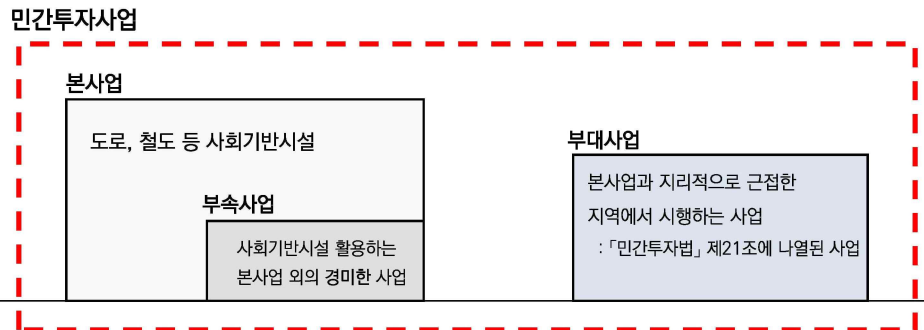 민간투자사업
본사업
도로, 철도 등 사회기반시설
부속사업
사회기반시설 활용하는
본사업 외의 경미한 사업
부대사업
본사업과 지리적으로 근접한
지역에서 시행하는 사업
: 「민간투자법」 제21조에 나열된 사업